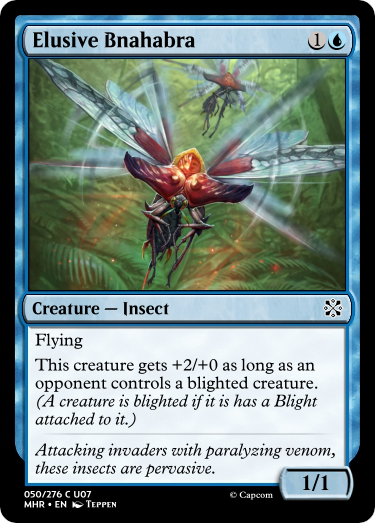 Elusive Bnahabra 1
Creature — Insect
Flying
This creature gets +2/+0 as long as an
opponent controls a blighted creature.
(A creature is blighted if it is has a Blight
attached to it.)
Attacking invaders with paralyzing venom,
these insects are pervasive.
1/1
050/276 C U07
MHR • EN Teppen
© Capcom